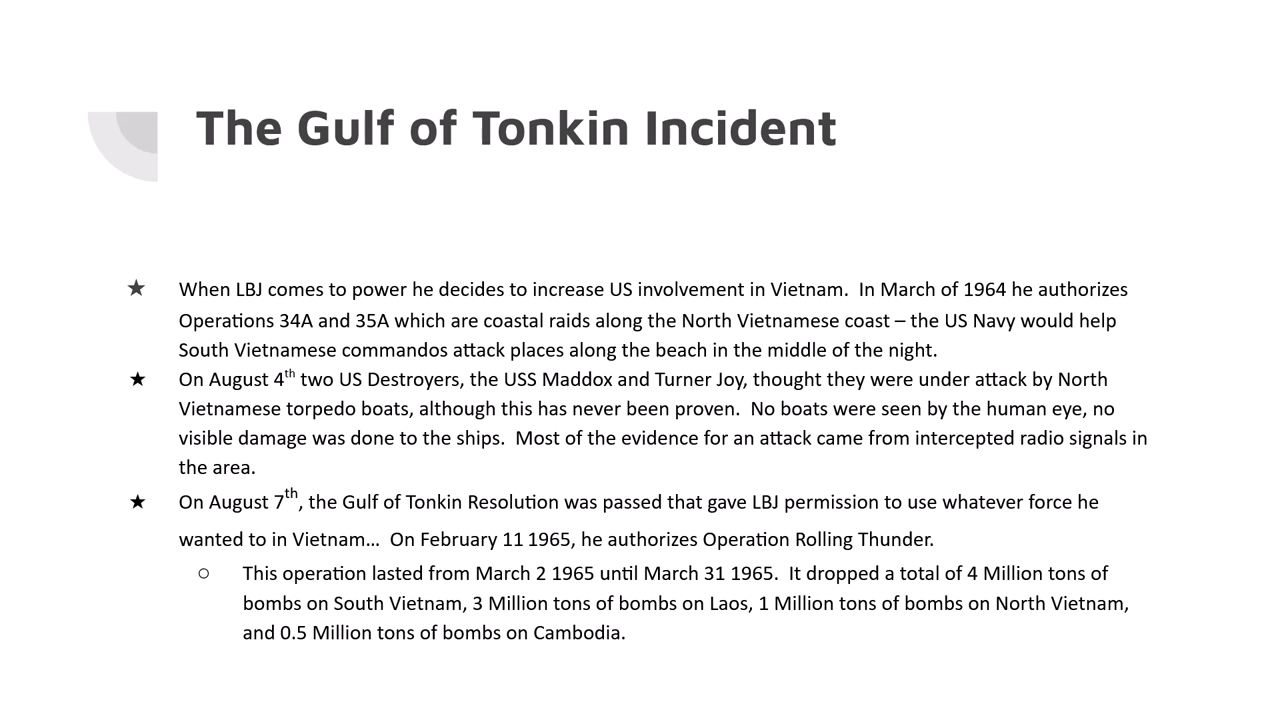 The Gulf of Tonkin Incident
★ When LBJ comes to power he decides to increase US involvement in Vietnam.  In March of 1964 he authorizes
Operations 34A and 35A which are coastal raids along the North Vietnamese coast – the US Navy would help
South Vietnamese commandos attack places along the beach in the middle of the night.
★ On August 4th two US Destroyers, the USS Maddox and Turner Joy, thought they were under attack by North
Vietnamese torpedo boats, although this has never been proven.  No boats were seen by the human eye, no
visible damage was done to the ships.  Most of the evidence for an attack came from intercepted radio signals in
the area.
★ On August 7th, the Gulf of Tonkin Resolution was passed that gave LBJ permission to use whatever force he
wanted to in Vietnam…  On February 11 1965, he authorizes Operation Rolling Thunder.
○ This operation lasted from March 2 1965 until March 31 1965.  It dropped a total of 4 Million tons of
bombs on South Vietnam, 3 Million tons of bombs on Laos, 1 Million tons of bombs on North Vietnam,
and 0.5 Million tons of bombs on Cambodia.